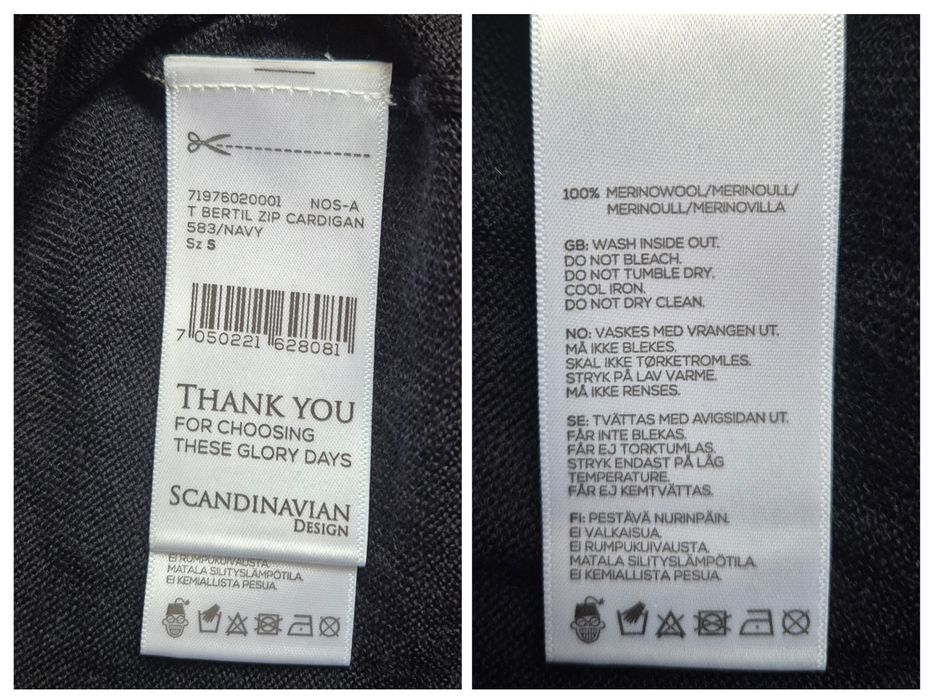 71976020001 NOS-A
T BERTIL ZIP CARDIGAN
583/NAVY
Sz S
7 050221 628081
THANK YOU
FOR CHOOSING
THESE GLORY DAYS
SCANDINAVIAN
DESIGN
EI RUMPUKUIVAUSTA.
MATALA SILITYSLÄMPÖTILA.
EI KEMIALLISTA PESUA.
100% MERINOWOOL/MERINOULL/
MERINOULL/MERINOVILLA
GB: WASH INSIDE OUT.
DO NOT BLEACH.
DO NOT TUMBLE DRY.
COOL IRON.
DO NOT DRY CLEAN.
NO: VASKES MED VRANGEN UT.
MÅ IKKE BLEKES.
SKAL IKKE TØRKETROMLES.
STRYK PÅ LAV VARME.
MÅ IKKE RENSES.
SE: TVÄTTAS MED AVIGSIDAN UT.
FÅR INTE BLEKAS.
FÅR EJ TORKTUMLAS.
STRYK ENDAST PÅ LÅG
TEMPERATURE.
FÅR EJ KEMTVÄTTAS.
FI: PESTÄVÄ NURINPÄIN.
EI VALKAISUA.
EI RUMPUKUIVAUSTA.
MATALA SILITYSLÄMPÖTILA.
EI KEMIALLISTA PESUA.